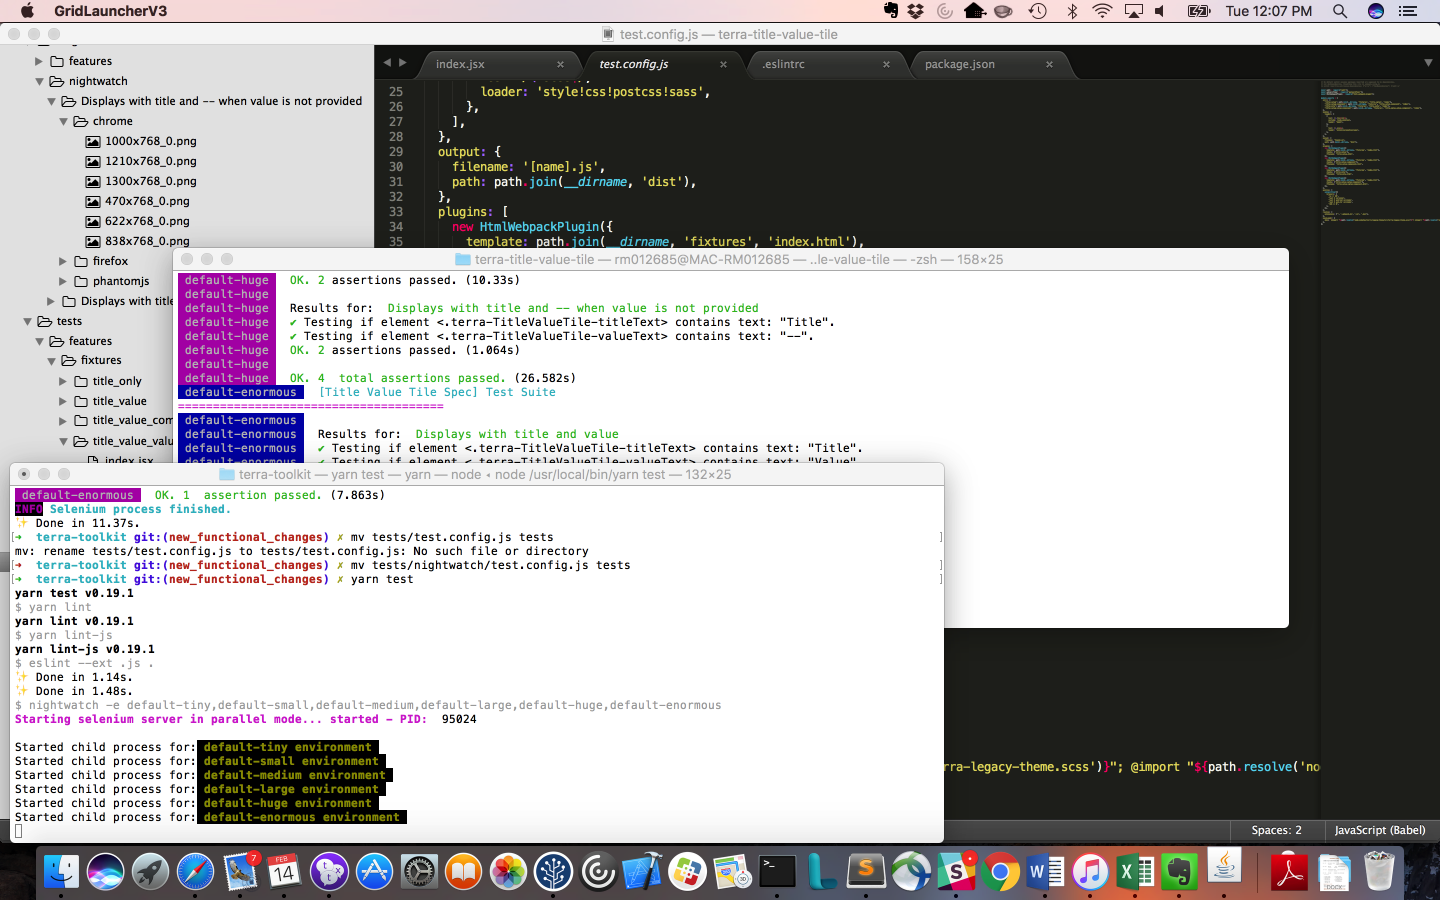 GridLauncherV3
Tue 12:07 PM
test.config.js — terra-title-value-tile
features
nightwatch
Displays with title and -- when value is not provided
chrome
1000x768_0.png
1210x768_0.png
1300x768_0.png
470x768_0.png
622x768_0.png
838x768_0.png
firefox
phantomjs
Displays with title
tests
features
fixtures
title_only
title_value
title_value_com
title_value_valu
index.jsx
index.jsx ×
test.config.js ×
.eslintrc ×
package.json ×
25 loader: 'style!css!postcss!sass',
26 },
27 ],
28 },
29 output: {
30 filename: '[name].js',
31 path: path.join(__dirname, 'dist'),
32 },
33 plugins: [
34 new HtmlWebpackPlugin({
35 template: path.join(__dirname, 'fixtures', 'index.html'),
rra-legacy-theme.scss')}"; @import "${path.resolve('no
Spaces: 2
JavaScript (Babel)
terra-title-value-tile — rm012685@MAC-RM012685 — ..le-value-tile — -zsh — 158×25
default-huge OK. 2 assertions passed. (10.33s)
default-huge
default-huge Results for: Displays with title and -- when value is not provided
default-huge ✔ Testing if element <.terra-TitleValueTile-titleText> contains text: "Title".
default-huge ✔ Testing if element <.terra-TitleValueTile-valueText> contains text: "--".
default-huge OK. 2 assertions passed. (1.064s)
default-huge
default-huge OK. 4 total assertions passed. (26.582s)
default-enormous [Title Value Tile Spec] Test Suite
======================================
default-enormous
default-enormous Results for: Displays with title and value
default-enormous ✔ Testing if element <.terra-TitleValueTile-titleText> contains text: "Title".
default-enormous ✔ Testing if element <.terra-TitleValueTile-valueText> contains text: "Value".
terra-toolkit — yarn test — yarn — node ◂ node /usr/local/bin/yarn test — 132×25
default-enormous OK. 1 assertion passed. (7.863s)
INFO Selenium process finished.
✨ Done in 11.37s.
[➜ terra-toolkit git:(new_functional_changes) ✗ mv tests/test.config.js tests ]
mv: rename tests/test.config.js to tests/test.config.js: No such file or directory
[➜ terra-toolkit git:(new_functional_changes) ✗ mv tests/nightwatch/test.config.js tests ]
[➜ terra-toolkit git:(new_functional_changes) ✗ yarn test ]
yarn test v0.19.1
$ yarn lint
yarn lint v0.19.1
$ yarn lint-js
yarn lint-js v0.19.1
$ eslint --ext .js .
✨ Done in 1.14s.
✨ Done in 1.48s.
$ nightwatch -e default-tiny,default-small,default-medium,default-large,default-huge,default-enormous
Starting selenium server in parallel mode... started - PID: 95024
Started child process for: default-tiny environment
Started child process for: default-small environment
Started child process for: default-medium environment
Started child process for: default-large environment
Started child process for: default-huge environment
Started child process for: default-enormous environment
7
FEB
14